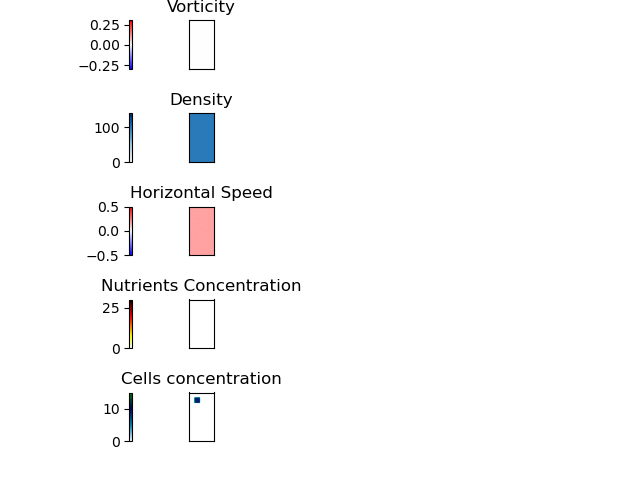 Vorticity
0.25
0.00
−0.25
Density
100
0
Horizontal Speed
0.5
0.0
−0.5
Nutrients Concentration
25
0
Cells concentration
10
0